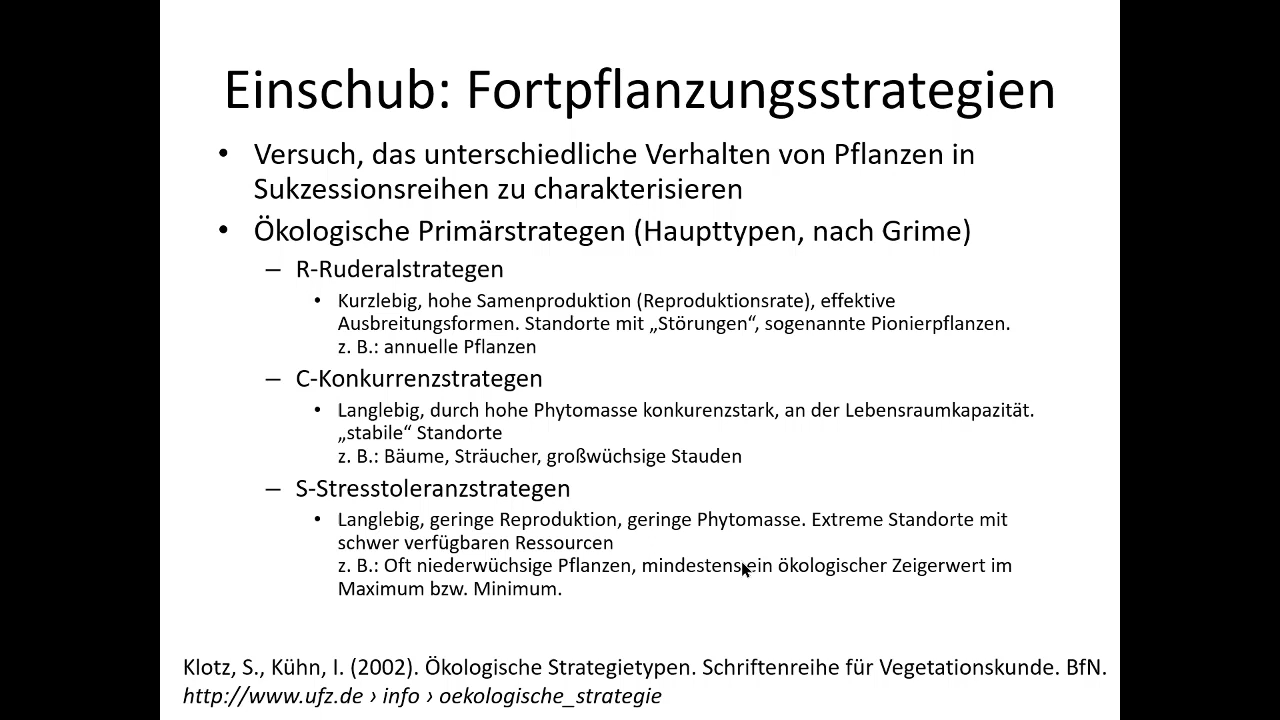 Einschub: Fortpflanzungsstrategien
• Versuch, das unterschiedliche Verhalten von Pflanzen in
Sukzessionsreihen zu charakterisieren
• Ökologische Primärstrategen (Haupttypen, nach Grime)
– R-Ruderalstrategen
• Kurzlebig, hohe Samenproduktion (Reproduktionsrate), effektive
Ausbreitungsformen. Standorte mit „Störungen“, sogenannte Pionierpflanzen.
z. B.: annuelle Pflanzen
– C-Konkurrenzstrategen
• Langlebig, durch hohe Phytomasse konkurenzstark, an der Lebensraumkapazität.
„stabile“ Standorte
z. B.: Bäume, Sträucher, großwüchsige Stauden
– S-Stresstoleranzstrategen
• Langlebig, geringe Reproduktion, geringe Phytomasse. Extreme Standorte mit
schwer verfügbaren Ressourcen
z. B.: Oft niederwüchsige Pflanzen, mindestens ein ökologischer Zeigerwert im
Maximum bzw. Minimum.
Klotz, S., Kühn, I. (2002). Ökologische Strategietypen. Schriftenreihe für Vegetationskunde. BfN.
http://www.ufz.de › info › oekologische_strategie